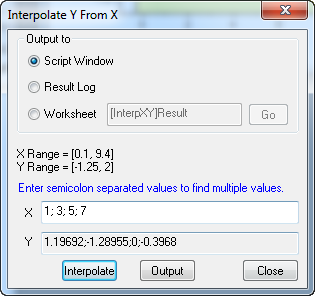 Interpolate Y From X
Output to
Script Window
Result Log
Worksheet [InterpXY]Result Go
X Range = [0.1, 9.4]
Y Range = [-1.25, 2]
Enter semicolon separated values to find multiple values.
X 1; 3; 5; 7
Y 1.19692;-1.28955;0;-0.3968
Interpolate Output Close